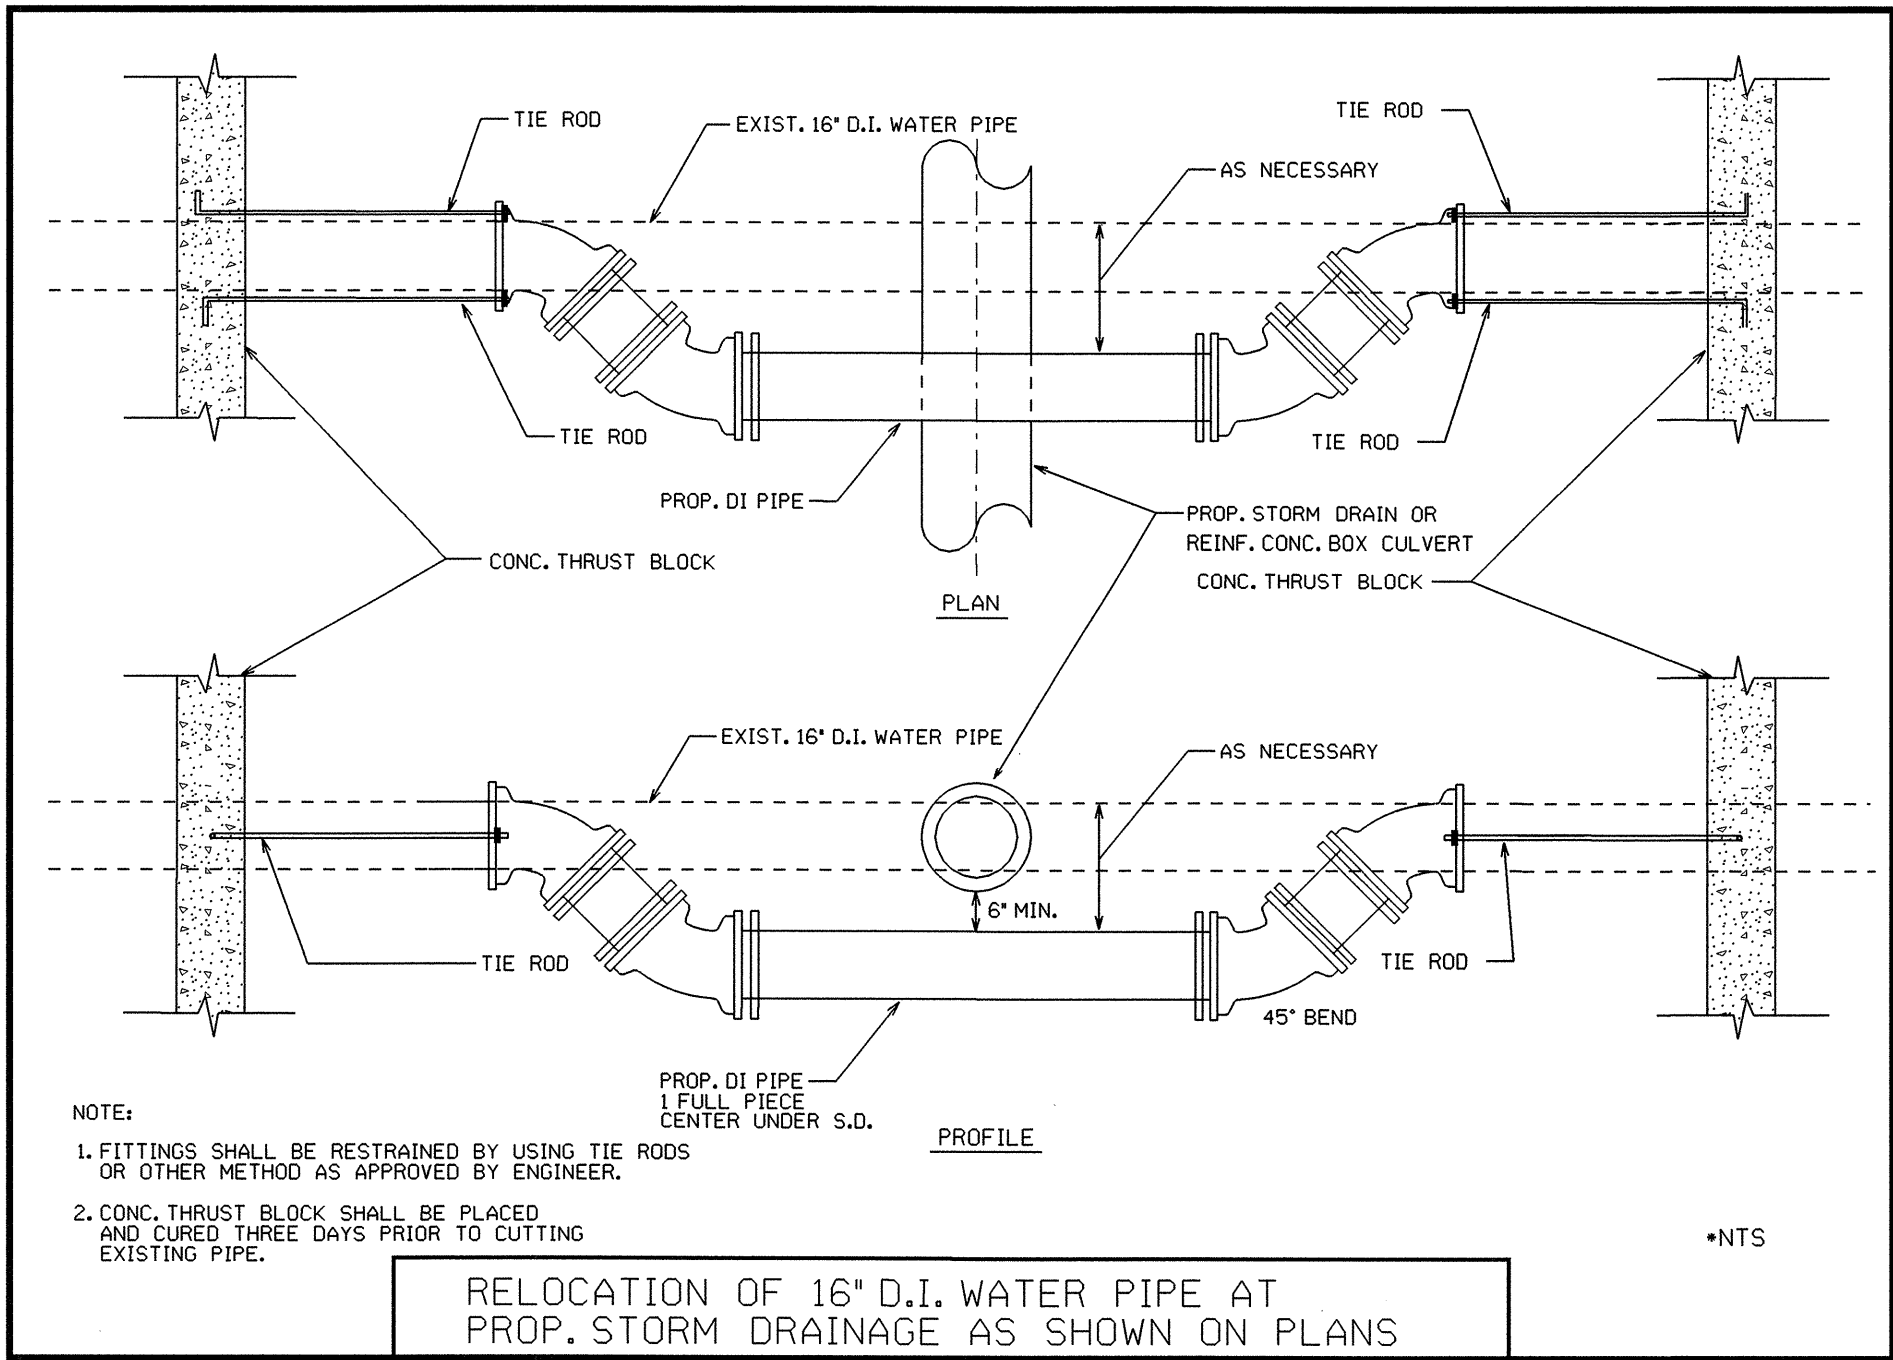 TIE ROD
EXIST. 16" D.I. WATER PIPE
TIE ROD
AS NECESSARY
TIE ROD
TIE ROD
PROP. DI PIPE
PROP. STORM DRAIN OR
REINF. CONC. BOX CULVERT
CONC. THRUST BLOCK
CONC. THRUST BLOCK
PLAN
EXIST. 16" D.I. WATER PIPE
AS NECESSARY
6" MIN.
TIE ROD
TIE ROD
45° BEND
PROP. DI PIPE
1 FULL PIECE
CENTER UNDER S.D.
PROFILE
NOTE:
1. FITTINGS SHALL BE RESTRAINED BY USING TIE RODS
OR OTHER METHOD AS APPROVED BY ENGINEER.
2. CONC. THRUST BLOCK SHALL BE PLACED
AND CURED THREE DAYS PRIOR TO CUTTING
EXISTING PIPE.
*NTS
RELOCATION OF 16" D.I. WATER PIPE AT
PROP. STORM DRAINAGE AS SHOWN ON PLANS